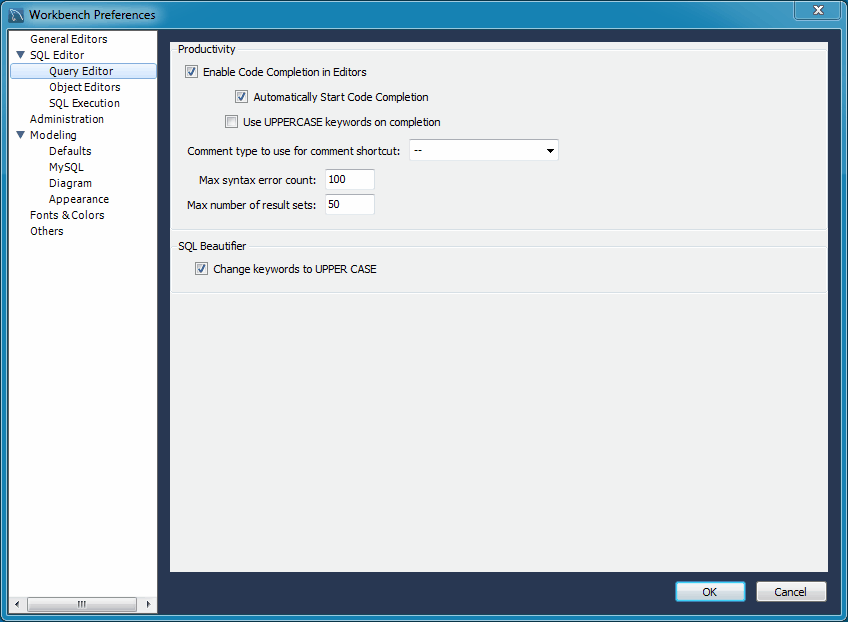 Workbench Preferences
General Editors
SQL Editor
Query Editor
Object Editors
SQL Execution
Administration
Modeling
Defaults
MySQL
Diagram
Appearance
Fonts & Colors
Others
Productivity
Enable Code Completion in Editors
Automatically Start Code Completion
Use UPPERCASE keywords on completion
Comment type to use for comment shortcut: --
Max syntax error count: 100
Max number of result sets: 50
SQL Beautifier
Change keywords to UPPER CASE
OK Cancel